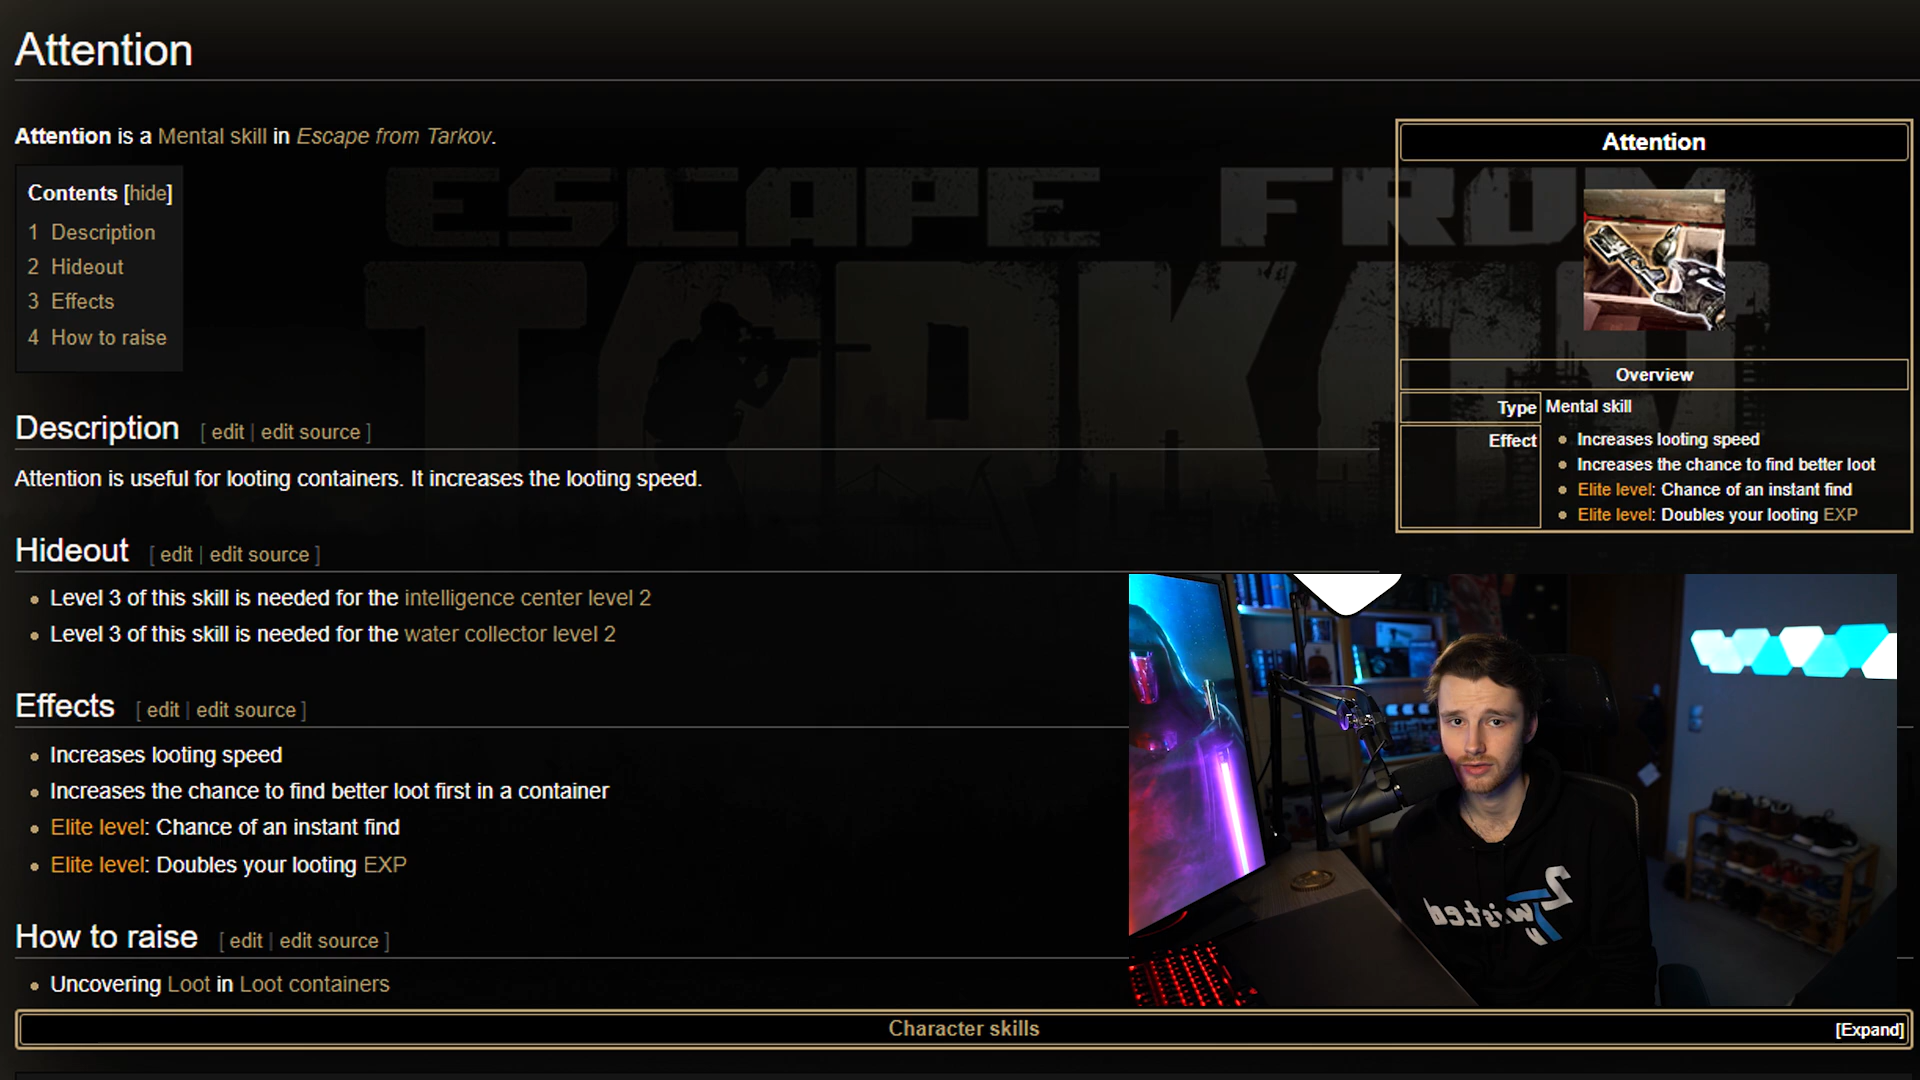 Attention
Attention is a Mental skill in Escape from Tarkov.
ESCAPE FROM
TARKOV
Contents [hide]
1 Description
2 Hideout
3 Effects
4 How to raise
Attention
Overview
Type Mental skill
Effect
Increases looting speed
Increases the chance to find better loot
Elite level: Chance of an instant find
Elite level: Doubles your looting EXP
Description [ edit | edit source ]
Attention is useful for looting containers. It increases the looting speed.
Hideout [ edit | edit source ]
Level 3 of this skill is needed for the intelligence center level 2
Level 3 of this skill is needed for the water collector level 2
Effects [ edit | edit source ]
Increases looting speed
Increases the chance to find better loot first in a container
Elite level: Chance of an instant find
Elite level: Doubles your looting EXP
How to raise [ edit | edit source ]
Uncovering Loot in Loot containers
2Twisted
Character skills
[Expand]